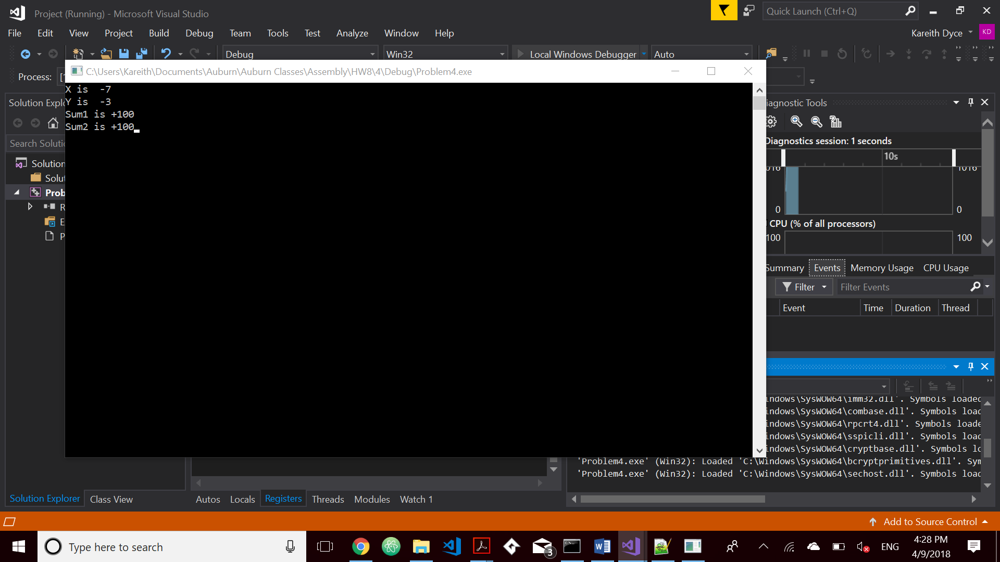 Project (Running) - Microsoft Visual Studio
Quick Launch (Ctrl+Q)
File Edit View Project Build Debug Team Tools Test Analyze Window Help
Kareith Dyce KD
Debug Win32 Local Windows Debugger Auto
Process:
C:\Users\Kareith\Documents\Auburn\Auburn Classes\Assembly\HW8\4\Debug\Problem4.exe
X is  -7
Y is  -3
Sum1 is +100
Sum2 is +100
Solution Explo
Search Solutio
Solution
Solut
Prob
R
E
P
iagnostic Tools
Diagnostics session: 1 seconds
10s
1016
0 0
CPU (% of all processors)
100 100
Summary Events Memory Usage CPU Usage
Filter Filter Events
Event Time Duration Thread
indows\SysWOW64\imm32.dll'. Symbols loaded
indows\SysWOW64\combase.dll'. Symbols load
indows\SysWOW64\rpcrt4.dll'. Symbols loade
indows\SysWOW64\sspicli.dll'. Symbols load
indows\SysWOW64\cryptbase.dll'. Symbols lo
'Problem4.exe' (Win32): Loaded 'C:\Windows\SysWOW64\bcryptprimitives.dll'. Sym
'Problem4.exe' (Win32): Loaded 'C:\Windows\SysWOW64\sechost.dll'. Symbols load
Solution Explorer Class View
Autos Locals Registers Threads Modules Watch 1
Add to Source Control
Type here to search
3
ENG
4:28 PM
4/9/2018